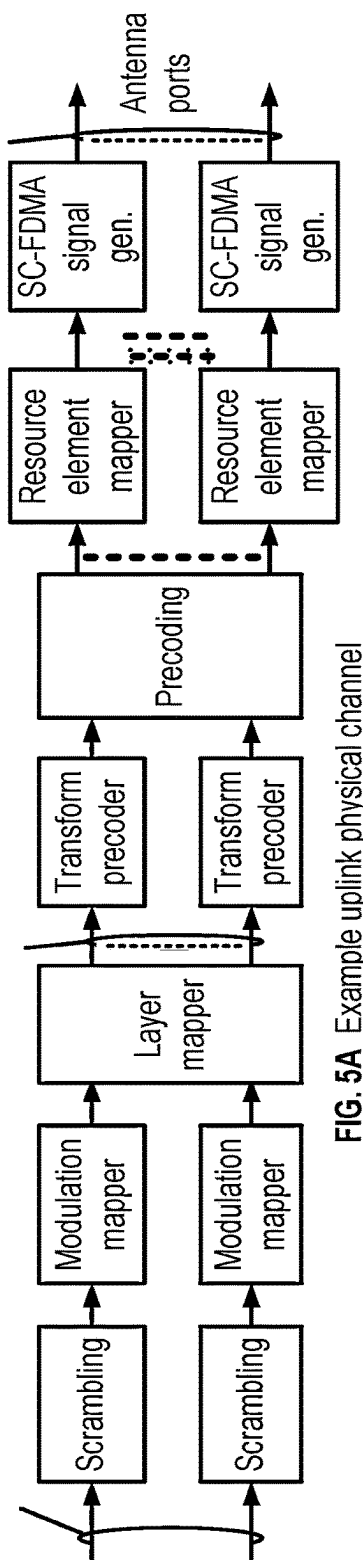 Scrambling
Modulation
mapper
Layer
mapper
Transform
precoder
Precoding
Resource
element
mapper
SC-FDMA
signal
gen.
Antenna
ports
Scrambling
Modulation
mapper
Transform
precoder
Resource
element
mapper
SC-FDMA
signal
gen.
FIG. 5A Example uplink physical channel